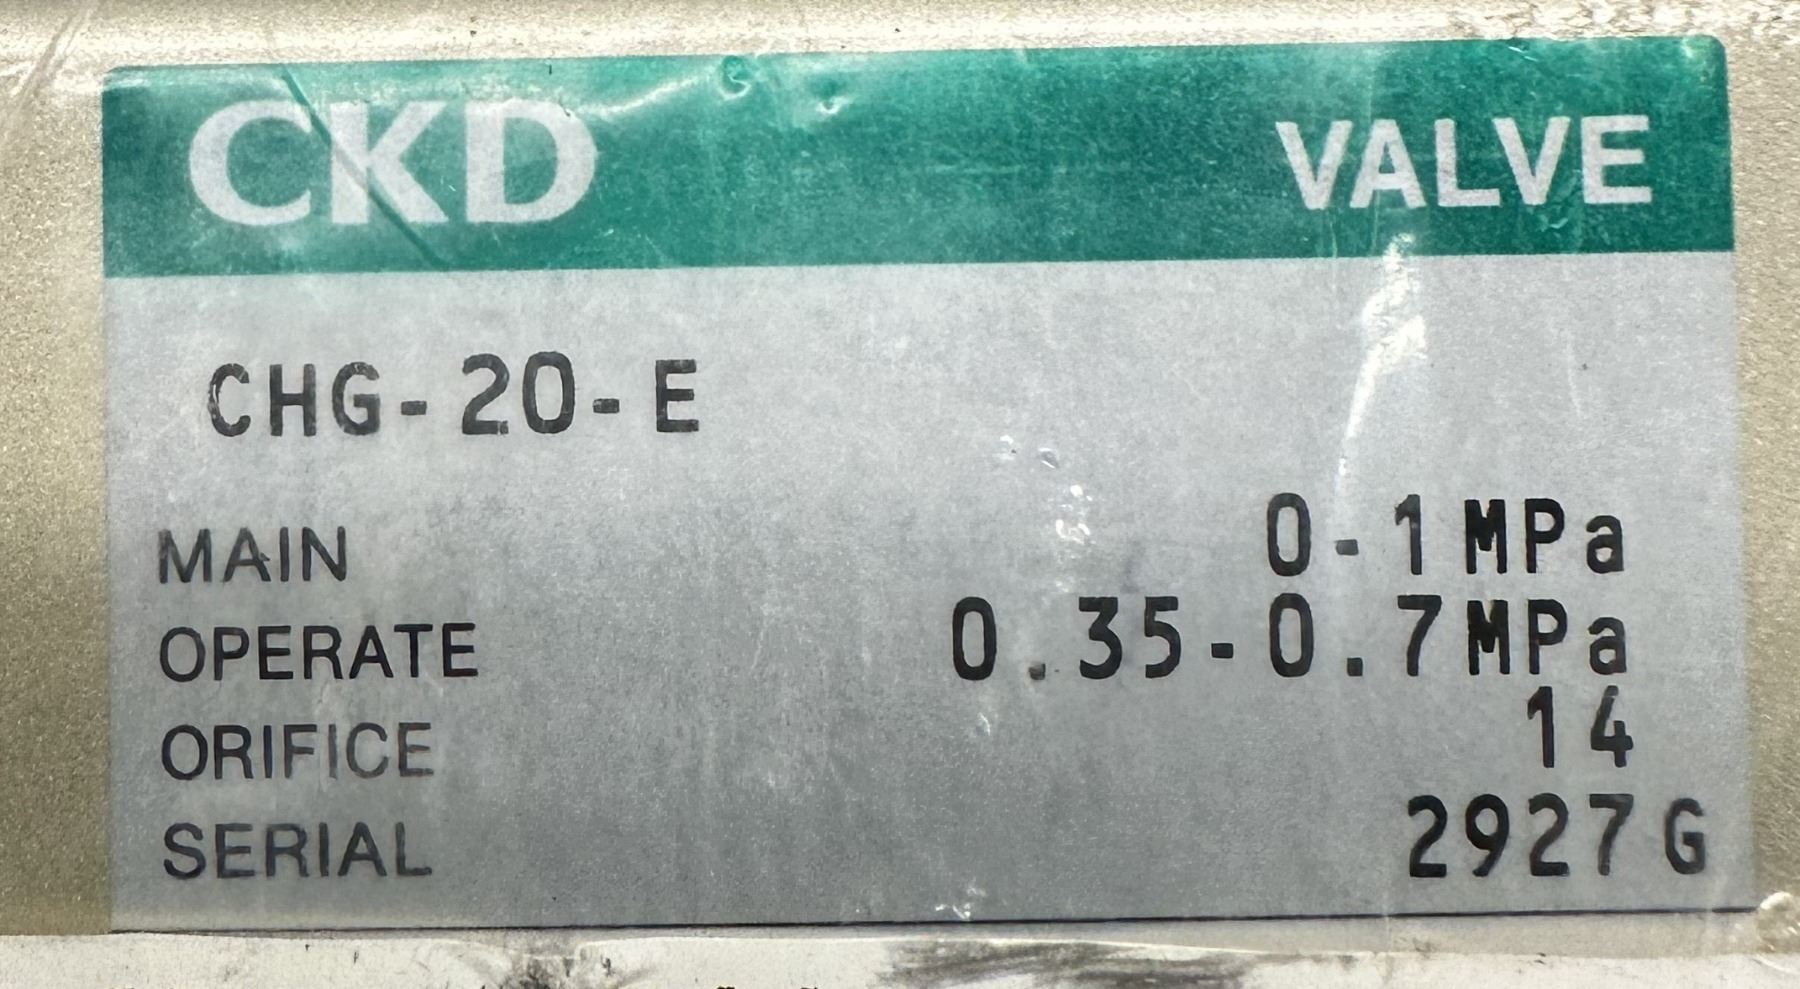 CKD VALVE
CHG-20-E
MAIN 0-1MPa
OPERATE 0.35-0.7MPa
ORIFICE 14
SERIAL 2927G